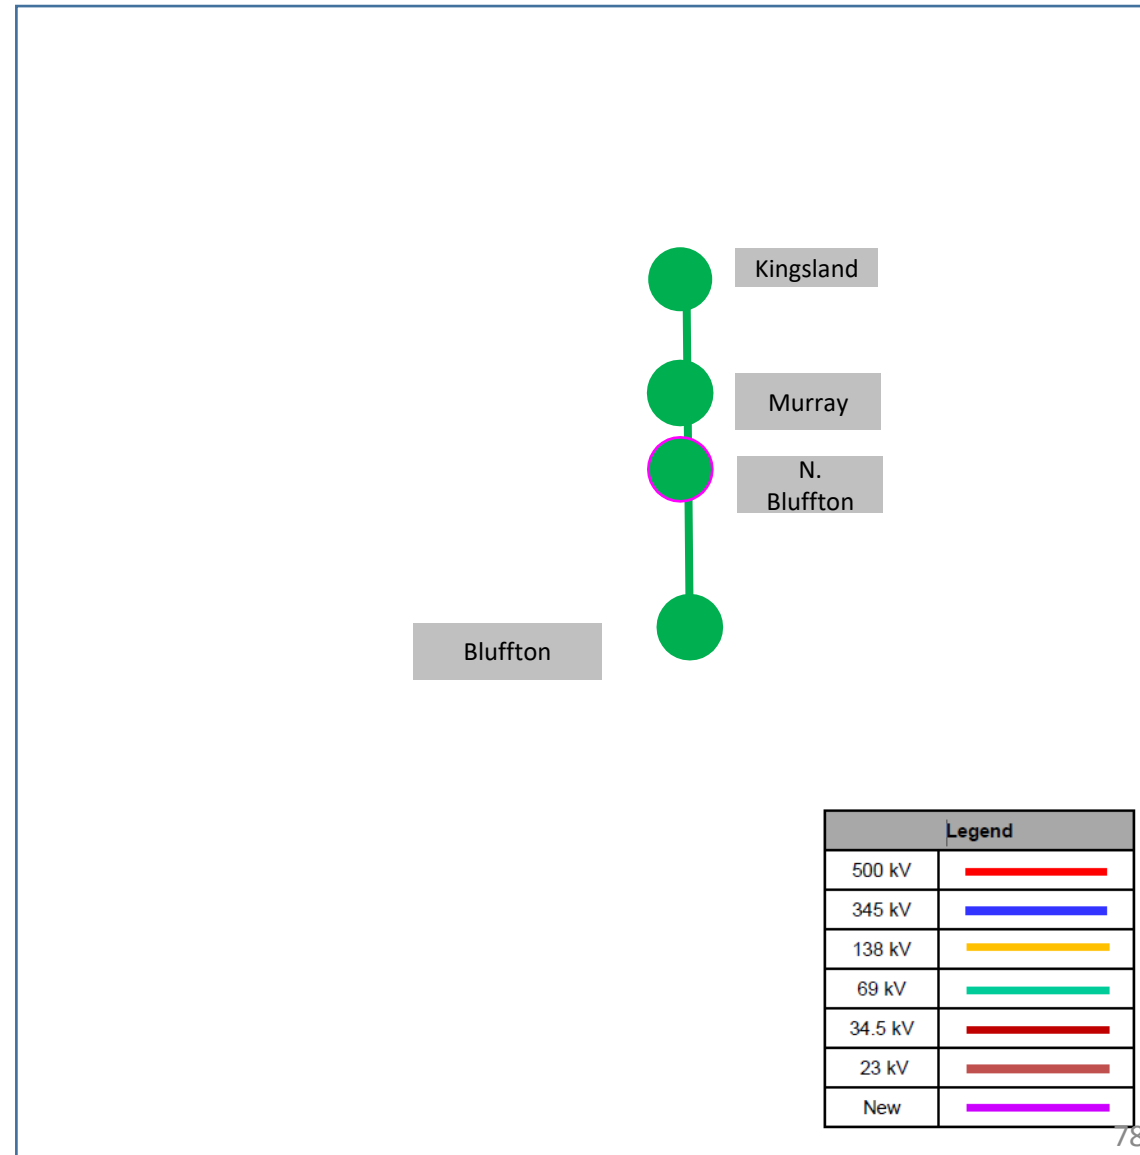 Kingsland
Murray
N.
Bluffton
Bluffton
Legend
500 kV
345 kV
138 kV
69 kV
34.5 kV
23 kV
New
78